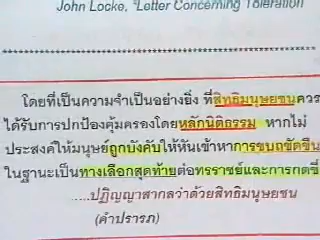 John Locke, "Letter Concerning Toleration
โดยที่เป็นความจำเป็นอย่างยิ่ง ที่สิทธิมนุษยชนควร
ได้รับการปกป้องคุ้มครองโดยหลักนิติธรรม หากไม่
ประสงค์ให้มนุษย์ถูกบังคับให้หันเข้าหาการขบถขัดขืน
ในฐานะเป็นทางเลือกสุดท้ายต่อทรราชย์และการกดขี่
.....ปฏิญญาสากลว่าด้วยสิทธิมนุษยชน
(คำปรารภ)